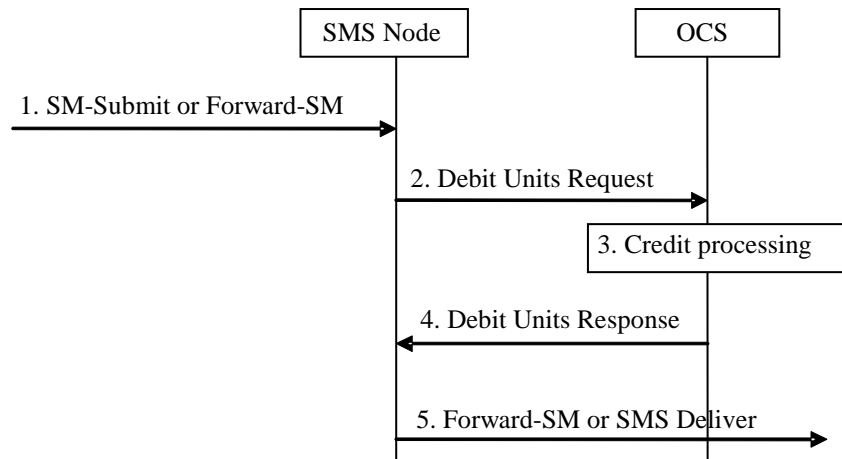 SMS Node
OCS
1. SM-Submit or Forward-SM
2. Debit Units Request
3. Credit processing
4. Debit Units Response
5. Forward-SM or SMS Deliver